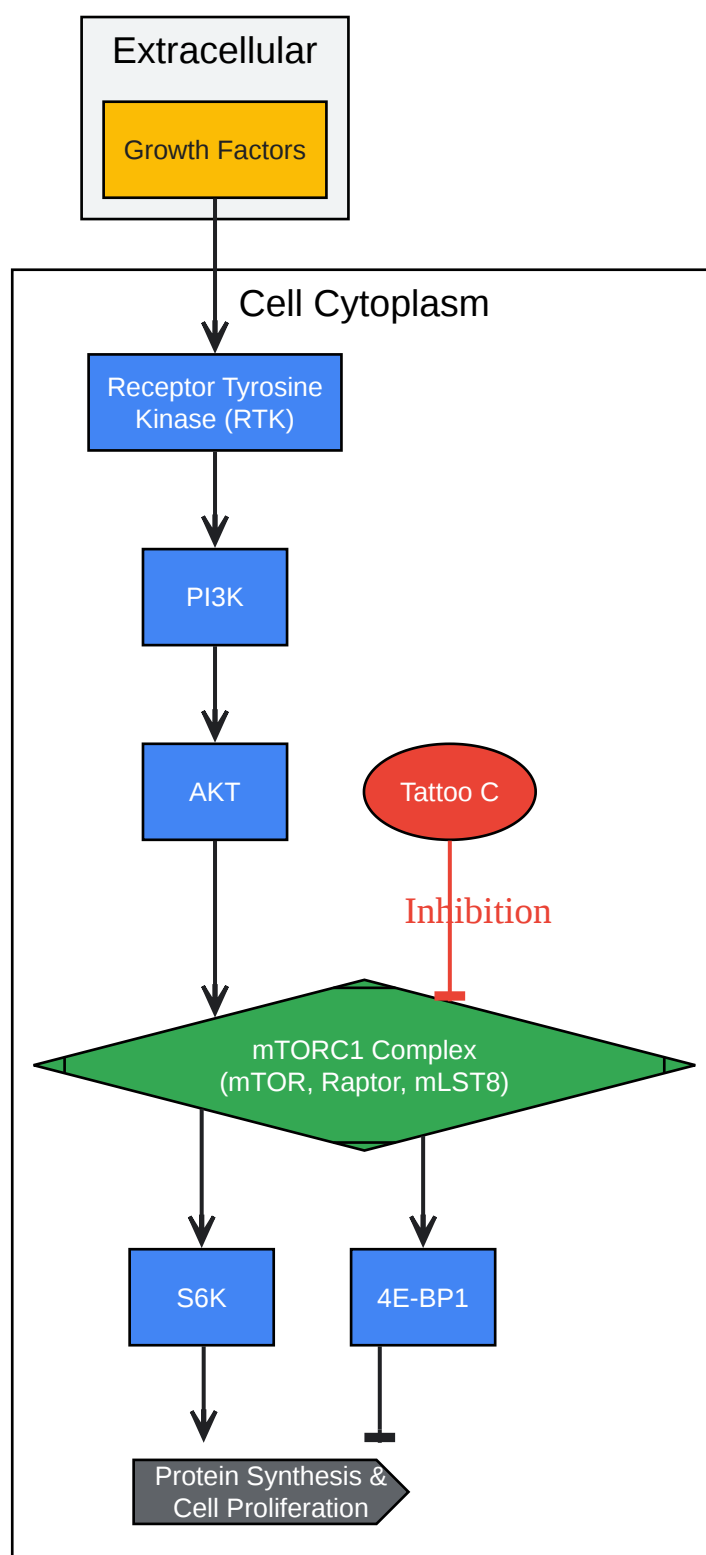 Extracellular
Growth Factors
Cell Cytoplasm
Receptor Tyrosine
Kinase (RTK)
PI3K
AKT
Tattoo C
Inhibition
mTORC1 Complex
(mTOR, Raptor, mLST8)
S6K
4E-BP1
Protein Synthesis &
Cell Proliferation